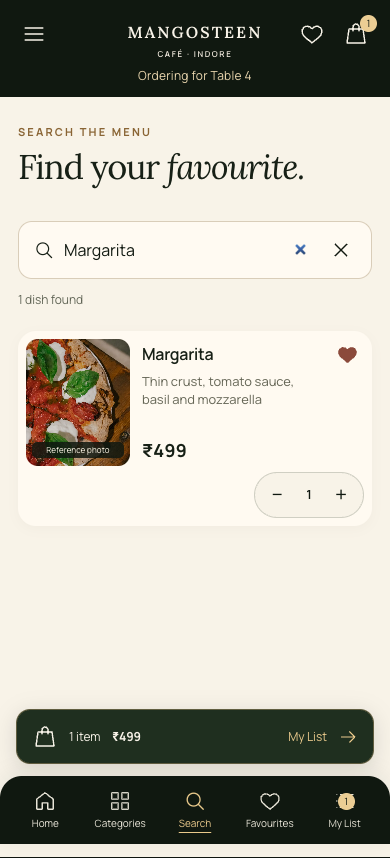 MANGOSTEEN
1
CAFÉ · INDORE
Ordering for Table 4
SEARCH THE MENU
Find your favourite.
Margarita
1 dish found
Margarita
Thin crust, tomato sauce,
basil and mozzarella
Reference photo
₹499
− 1 +
1 item ₹499 My List →
1
Home Categories Search Favourites My List